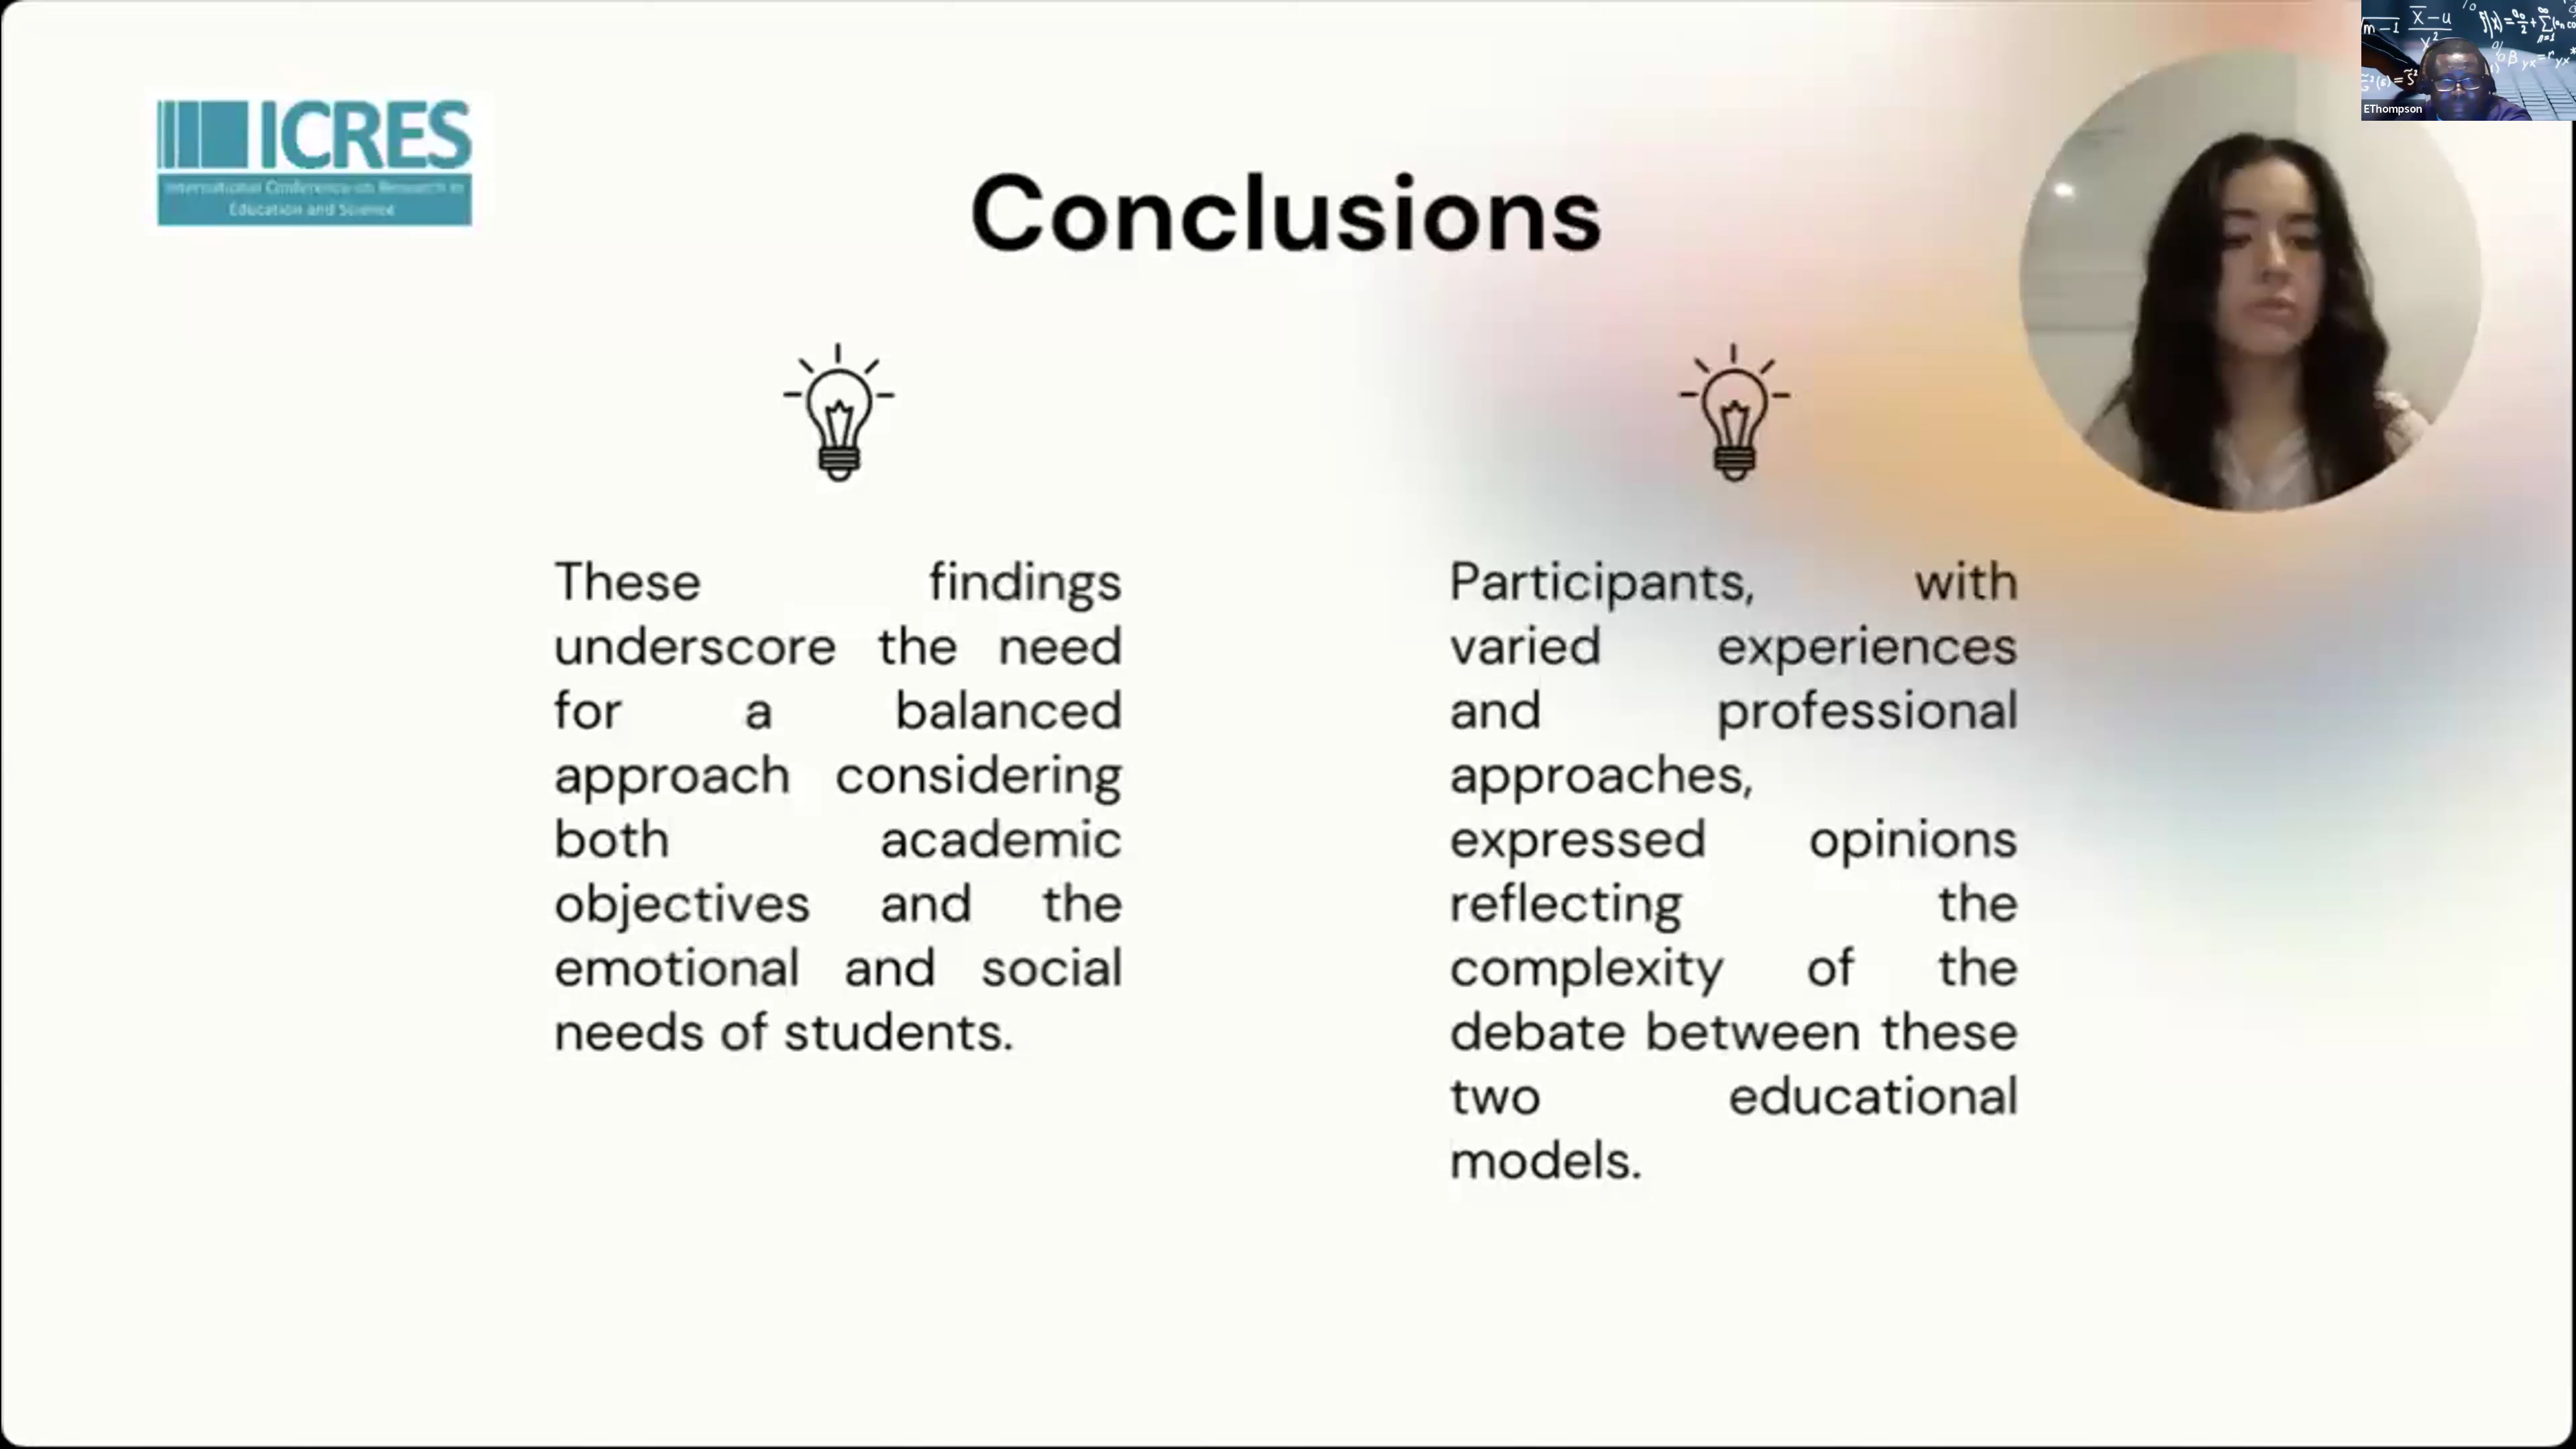 ICRES
International Conference on Research in
Education and Science
Conclusions
These findings
underscore the need
for a balanced
approach considering
both academic
objectives and the
emotional and social
needs of students.
Participants, with
varied experiences
and professional
approaches,
expressed opinions
reflecting the
complexity of the
debate between these
two educational
models.
EThompson